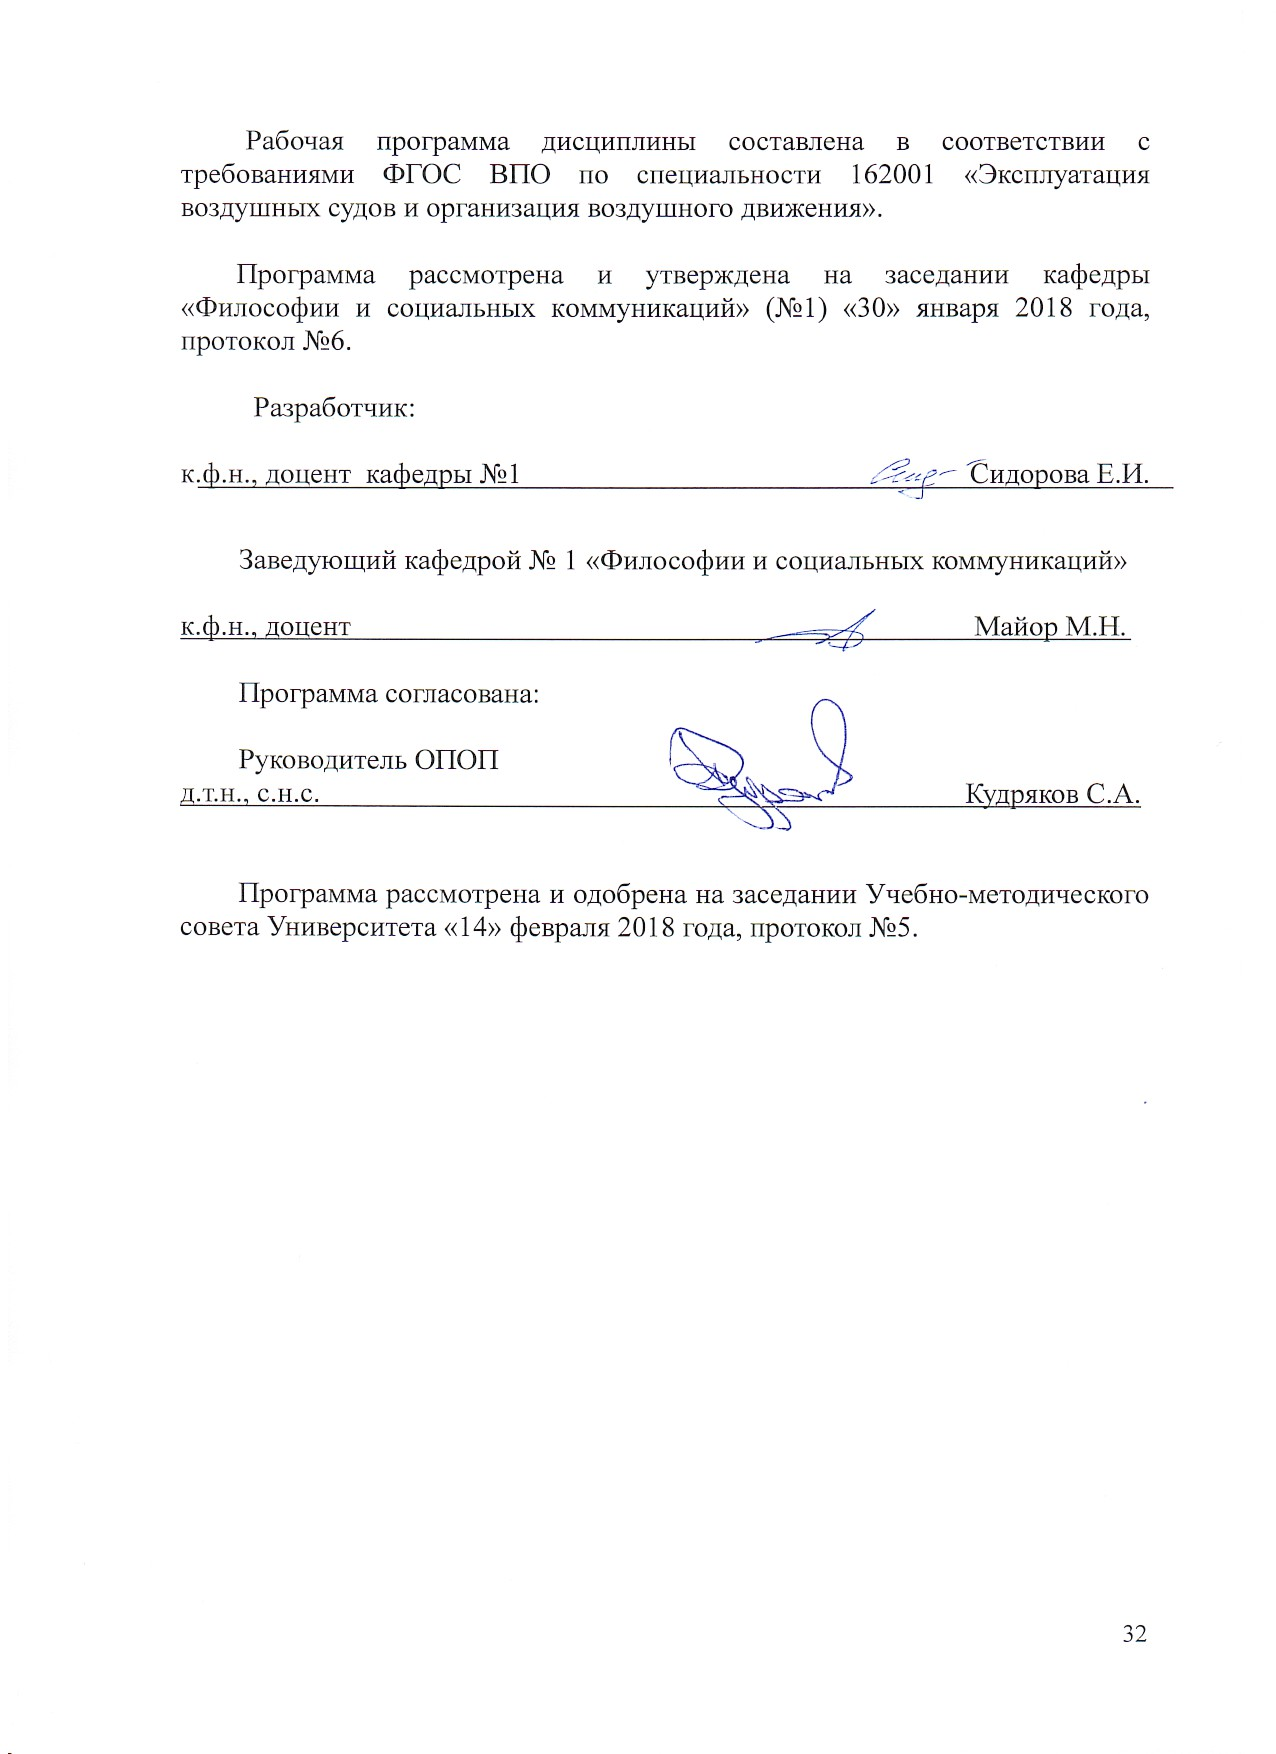 Рабочая программа дисциплины составлена в соответствии с
требованиями ФГОС ВПО по специальности 162001 «Эксплуатация
воздушных судов и организация воздушного движения».
Программа рассмотрена и утверждена на заседании кафедры
«Философии и социальных коммуникаций» (№1) «30» января 2018 года,
протокол №6.
Разработчик:
к.ф.н., доцент кафедры №1 Сидорова Е.И.
Заведующий кафедрой № 1 «Философии и социальных коммуникаций»
к.ф.н., доцент Майор М.Н.
Программа согласована:
Руководитель ОПОП
д.т.н., с.н.с. Кудряков С.А.
Программа рассмотрена и одобрена на заседании Учебно-методического
совета Университета «14» февраля 2018 года, протокол №5.
32